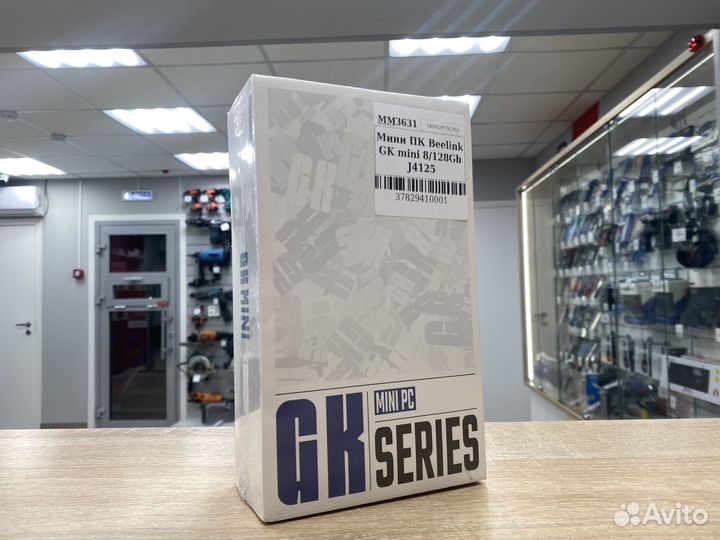 MM3631
Мини ПК Beelink
GK mini 8/128Gb
J4125
37829410001
GK MINI
GK
MINI PC
SERIES
Avito